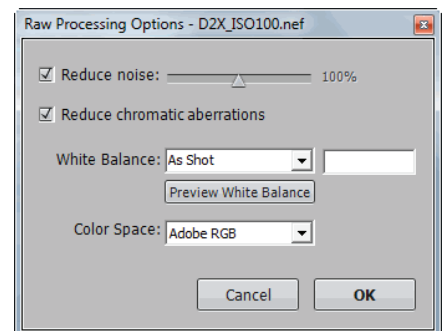 Raw Processing Options - D2X_ISO100.nef
Reduce noise: 100%
Reduce chromatic aberrations
White Balance: As Shot
Preview White Balance
Color Space: Adobe RGB
Cancel OK